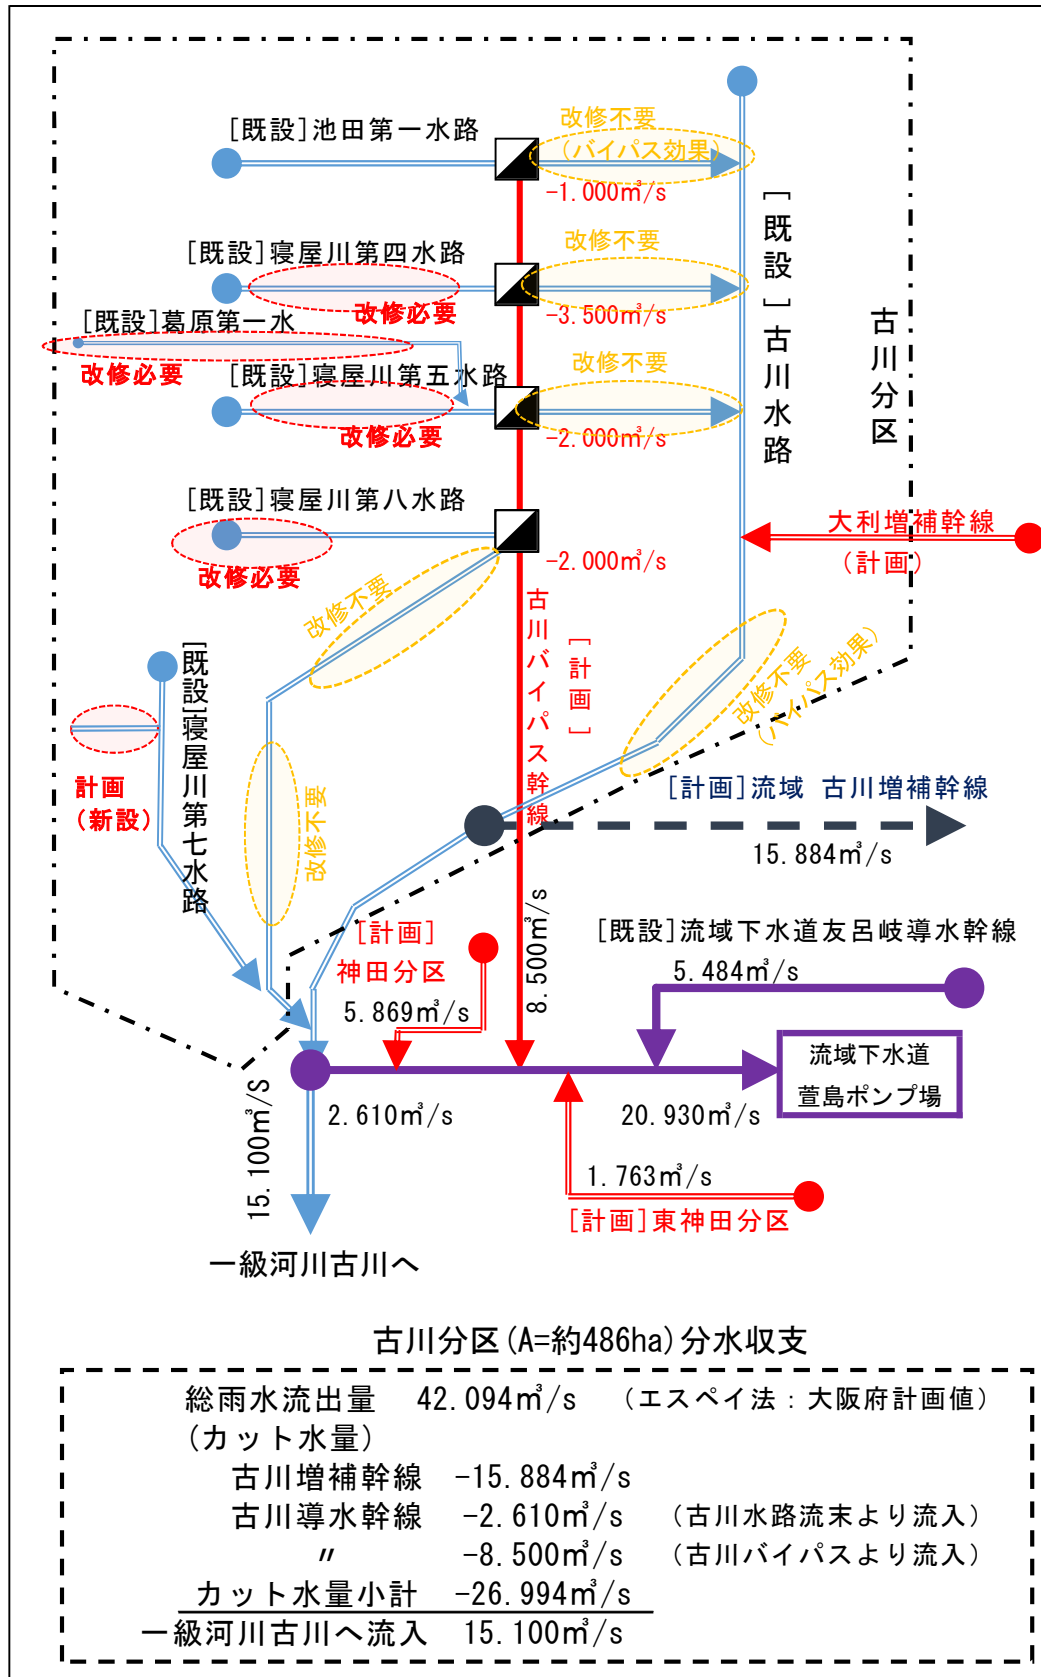 [既設]池田第一水路
改修不要
(バイパス効果)
-1.000㎥/s
[既設]寝屋川第四水路
改修不要
改修必要
-3.500㎥/s
[既設]古川水路
古川分区
[既設]葛原第一水
改修必要
[既設]寝屋川第五水路
改修不要
改修必要
-2.000㎥/s
[既設]寝屋川第八水路
改修必要
-2.000㎥/s
大利増補幹線
(計画)
改修不要
古川バイパス幹線
[計画]
改修不要
(バイパス効果)
[既設]寝屋川第七水路
計画
(新設)
改修不要
[計画]流域 古川増補幹線
15.884㎥/s
[計画]
神田分区
5.869㎥/s
8.500㎥/s
[既設]流域下水道友呂岐導水幹線
5.484㎥/s
流域下水道
萱島ポンプ場
15.100㎥/S
2.610㎥/s
20.930㎥/s
1.763㎥/s
[計画]東神田分区
一級河川古川へ
古川分区(A=約486ha)分水収支
総雨水流出量 42.094㎥/s (エスペイ法:大阪府計画値)
(カット水量)
古川増補幹線 -15.884㎥/s
古川導水幹線 -2.610㎥/s (古川水路流末より流入)
〃 -8.500㎥/s (古川バイパスより流入)
カット水量小計 -26.994㎥/s
一級河川古川へ流入 15.100㎥/s